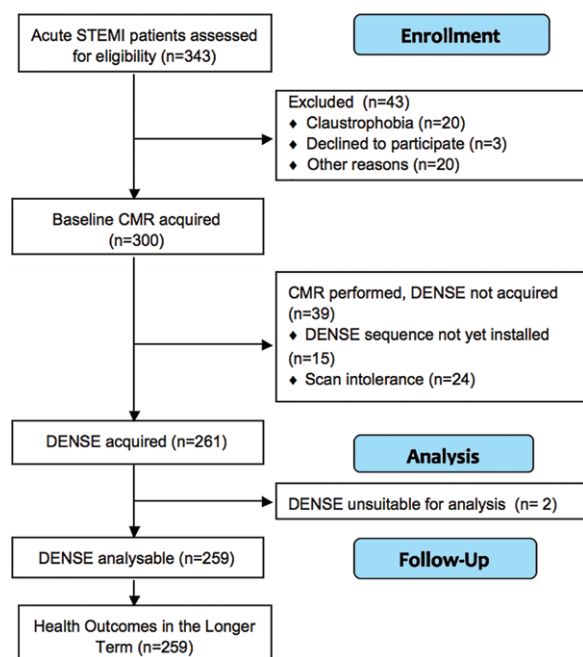 Acute STEMI patients assessed
for eligibility (n=343)
Enrollment
Excluded (n=43)
♦ Claustrophobia (n=20)
♦ Declined to participate (n=3)
♦ Other reasons (n=20)
Baseline CMR acquired
(n=300)
CMR performed, DENSE not acquired
(n=39)
♦ DENSE sequence not yet installed
(n=15)
♦ Scan intolerance (n=24)
DENSE acquired (n=261)
Analysis
DENSE unsuitable for analysis (n= 2)
DENSE analysable (n=259)
Follow-Up
Health Outcomes in the Longer
Term (n=259)